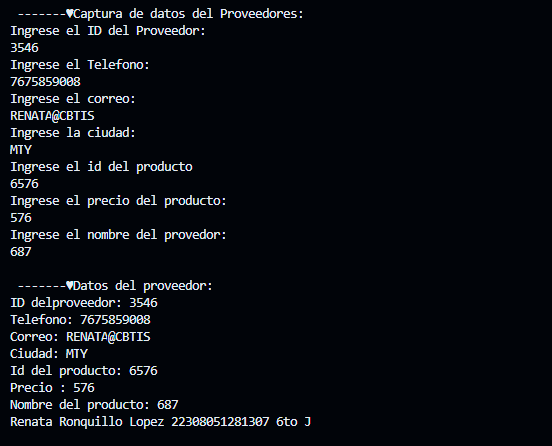 -------♥Captura de datos del Proveedores:
Ingrese el ID del Proveedor:
3546
Ingrese el Telefono:
7675859008
Ingrese el correo:
RENATA@CBTIS
Ingrese la ciudad:
MTY
Ingrese el id del producto
6576
Ingrese el precio del producto:
576
Ingrese el nombre del provedor:
687
-------♥Datos del proveedor:
ID delproveedor: 3546
Telefono: 7675859008
Correo: RENATA@CBTIS
Ciudad: MTY
Id del producto: 6576
Precio : 576
Nombre del producto: 687
Renata Ronquillo Lopez 22308051281307 6to J